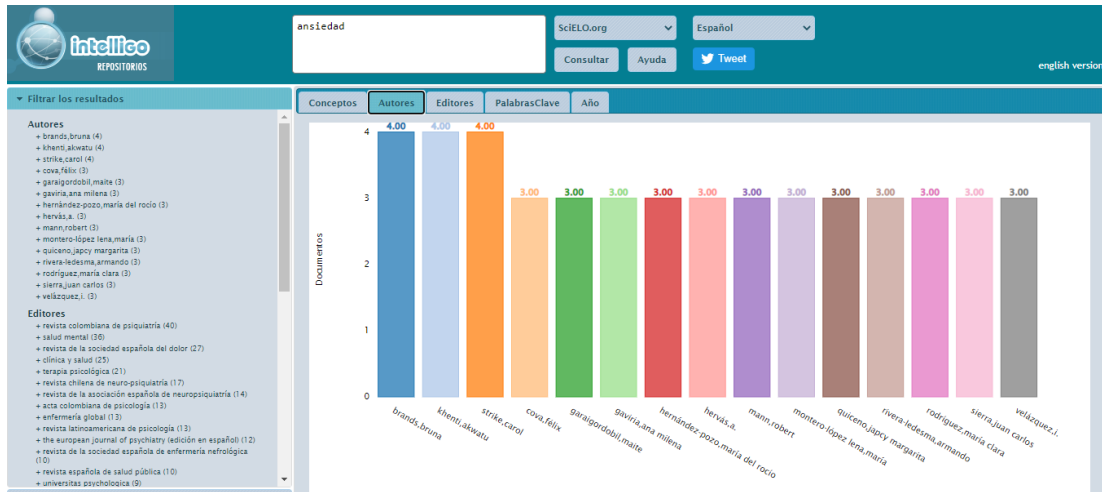 intelligo
REPOSITORIOS
ansiedad
SciELO.org
Español
Consultar
Ayuda
Tweet
english version
Filtrar los resultados
Autores
+ brands,bruna (4)
+ khenti,akwatu (4)
+ strike,carol (4)
+ cova,félix (3)
+ garaigordobil,maite (3)
+ gaviria,ana milena (3)
+ hernández-pozo,maría del rocío (3)
+ hervás,a. (3)
+ mann,robert (3)
+ montero-lópez lena,maría (3)
+ quiceno,japcy margarita (3)
+ rivera-ledesma,armando (3)
+ rodríguez,maría clara (3)
+ sierra,juan carlos (3)
+ velázquez,i. (3)
Editores
+ revista colombiana de psiquiatría (40)
+ salud mental (36)
+ revista de la sociedad española del dolor (27)
+ clínica y salud (25)
+ terapia psicológica (21)
+ revista chilena de neuro-psiquiatría (17)
+ revista de la asociación española de neuropsiquiatría (14)
+ acta colombiana de psicología (13)
+ enfermería global (13)
+ revista latinoamericana de psicología (13)
+ the european journal of psychiatry (edición en español) (12)
+ revista de la sociedad española de enfermería nefrológica
(10)
+ revista española de salud pública (10)
+ universitas psychologica (9)
Conceptos
Autores
Editores
PalabrasClave
Año
4.00 4.00 4.00 3.00 3.00 3.00 3.00 3.00 3.00 3.00 3.00 3.00 3.00 3.00 3.00
4
3
2
1
0
Documentos
brands,bruna
khenti,akwatu
strike,carol
cova,félix
garaigordobil,maite
gaviria,ana milena
hernández-pozo,maría del rocío
hervás,a.
mann,robert
montero-lópez lena,maría
quiceno,japcy margarita
rivera-ledesma,armando
rodríguez,maría clara
sierra,juan carlos
velázquez,i.